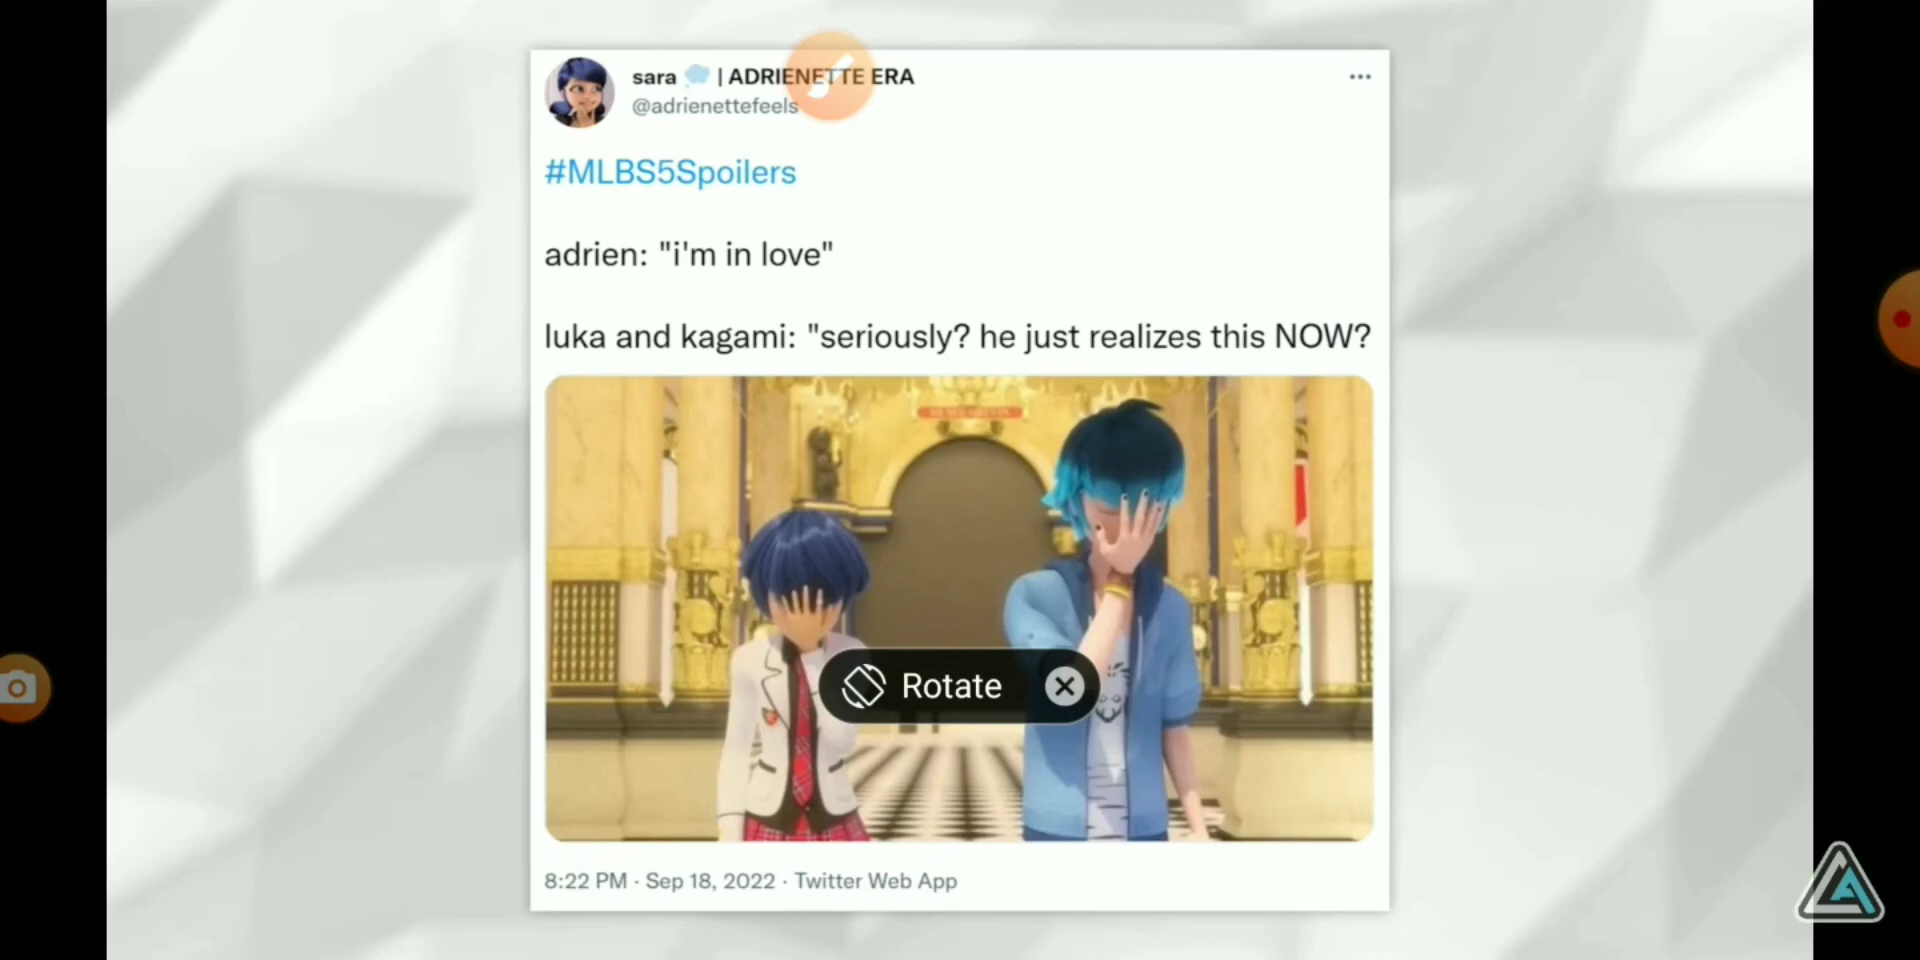 sara | ADRIENETTE ERA
@adrienettefeels
#MLBS5Spoilers
adrien: "i'm in love"
luka and kagami: "seriously? he just realizes this NOW?
Rotate
8:22 PM · Sep 18, 2022 · Twitter Web App